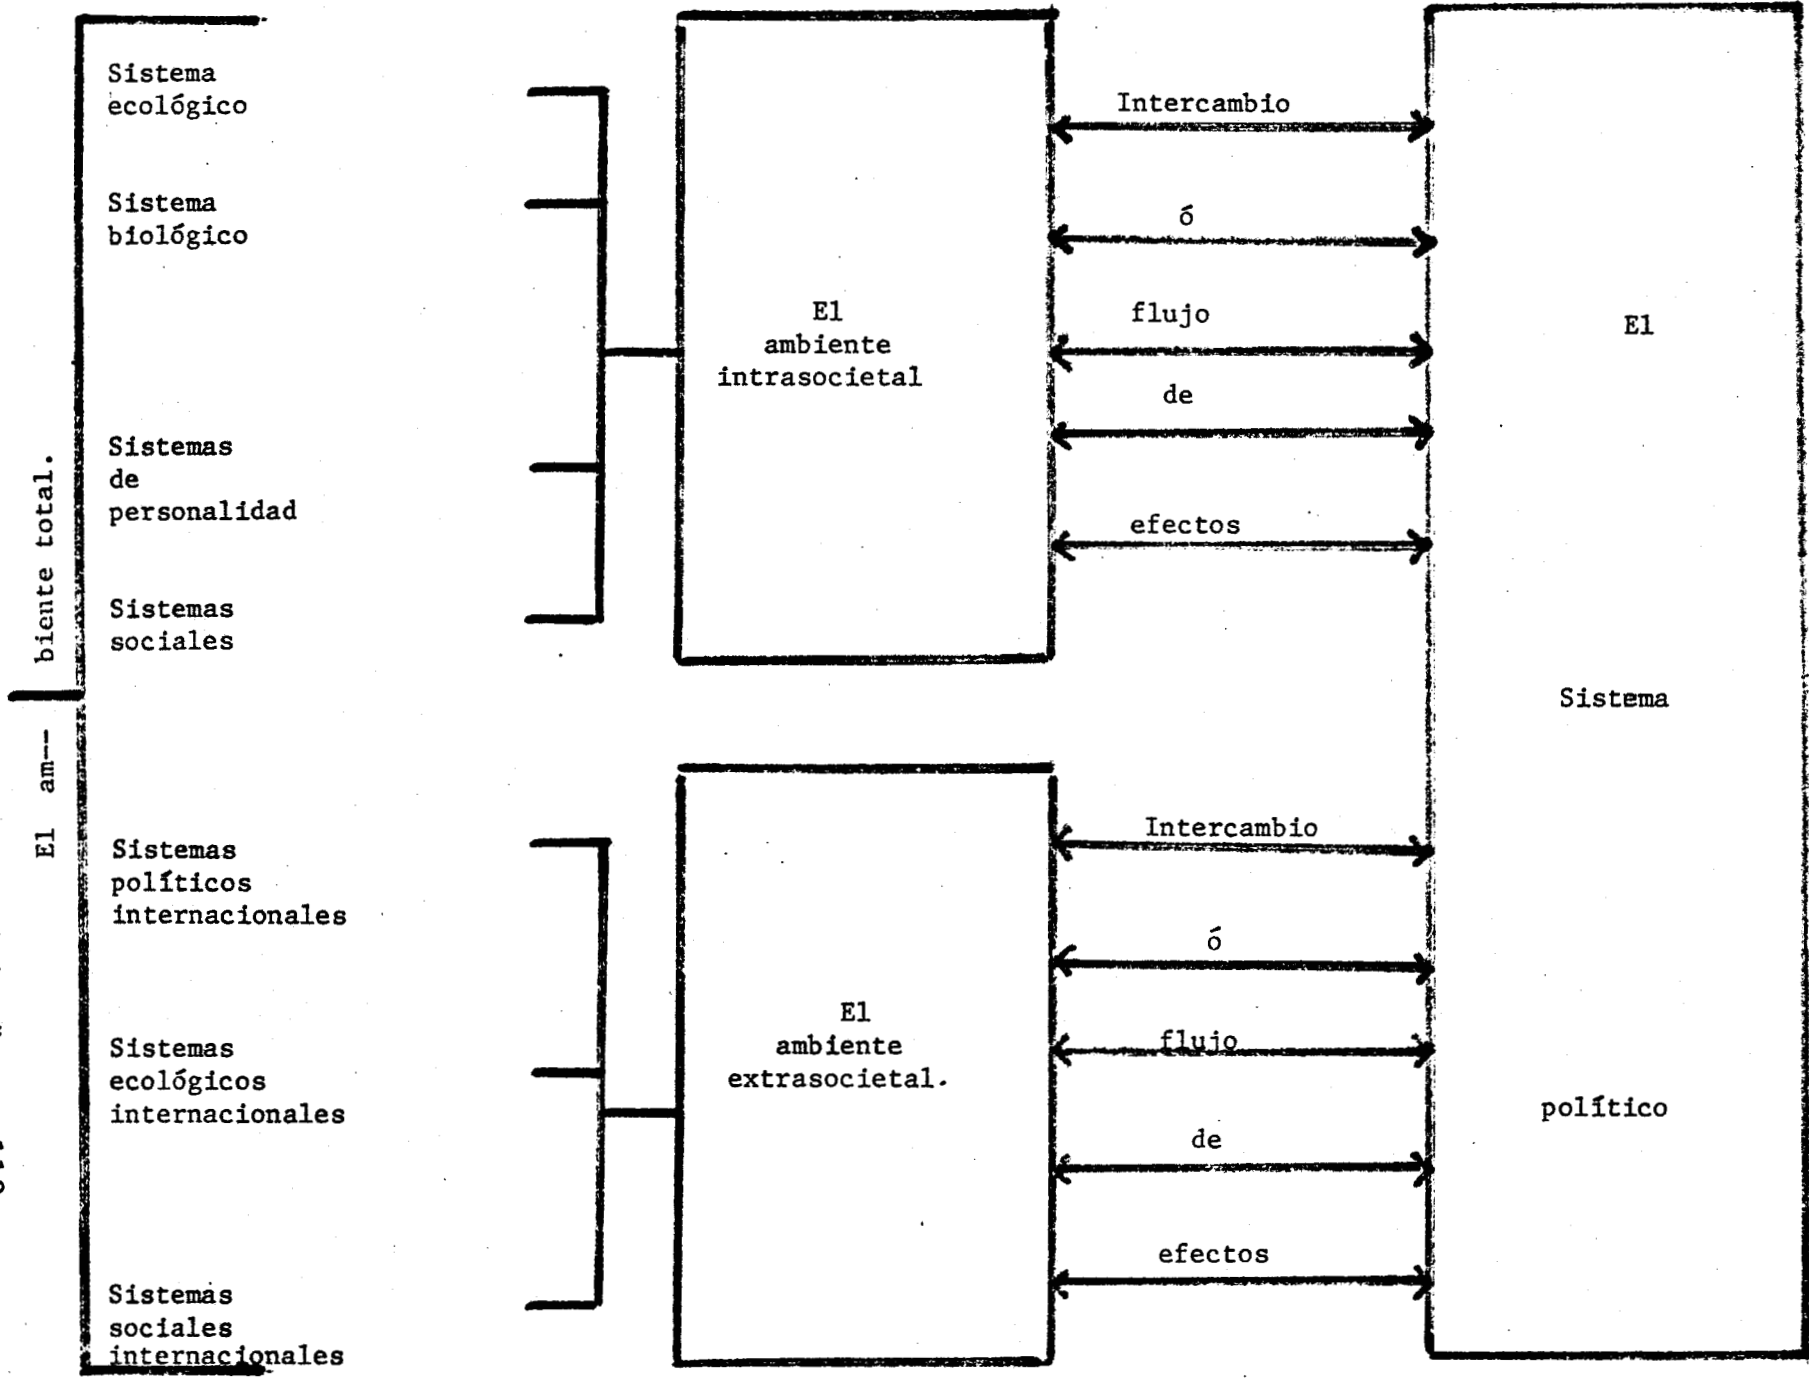 El am-- biente total.
Sistema
ecológico
Sistema
biológico
Sistemas
de
personalidad
Sistemas
sociales
Sistemas
políticos
internacionales
Sistemas
ecológicos
internacionales
Sistemas
sociales
internacionales
El
ambiente
intrasocietal
El
ambiente
extrasocietal.
Intercambio
ó
flujo
de
efectos
Intercambio
ó
flujo
de
efectos
El
Sistema
político